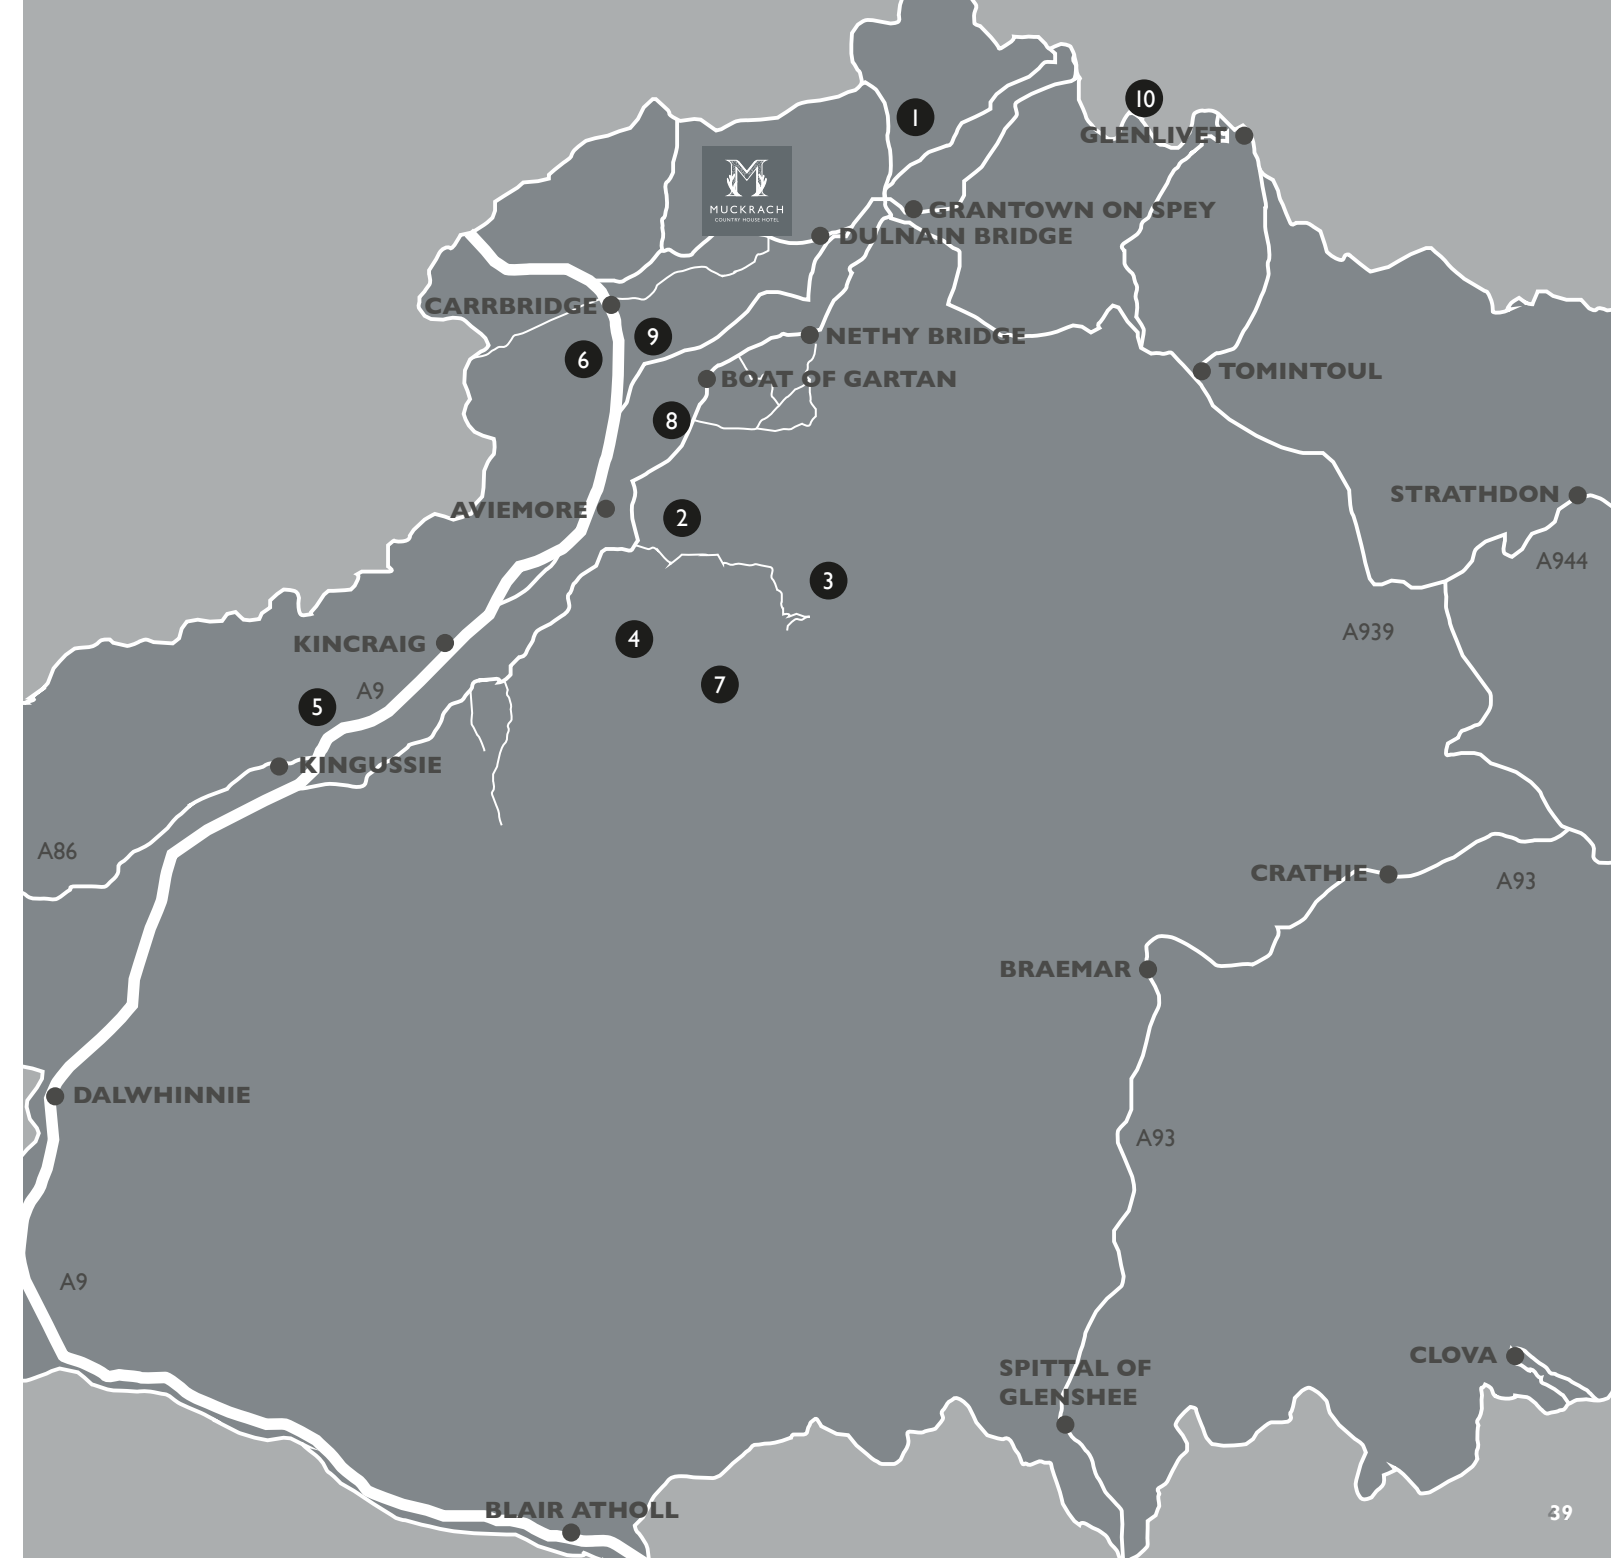 10
1
GLENLIVET
M
MUCKRACH
COUNTRY HOUSE HOTEL
GRANTOWN ON SPEY
DULNAIN BRIDGE
CARRBRIDGE
9
NETHY BRIDGE
6
TOMINTOUL
BOAT OF GARTAN
8
STRATHDON
AVIEMORE
2
A944
3
A939
4
KINCRAIG
7
A9
5
KINGUSSIE
A86
CRATHIE
A93
BRAEMAR
DALWHINNIE
A93
A9
CLOVA
SPITTAL OF
GLENSHEE
BLAIR ATHOLL
39